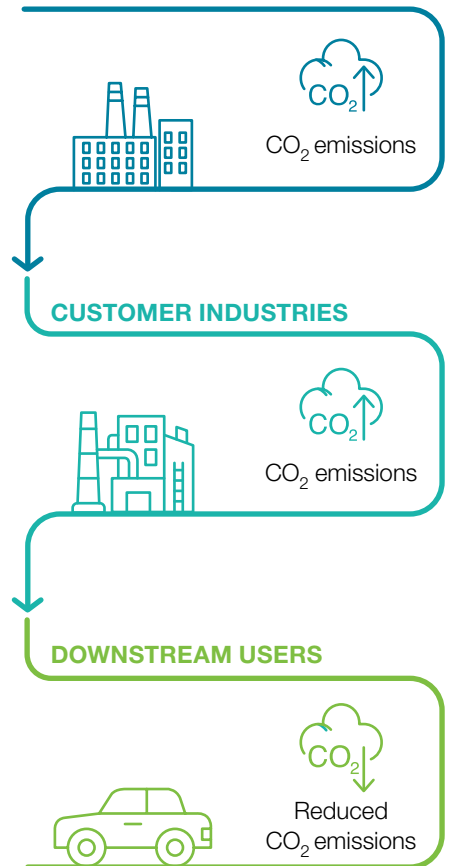 CO₂
CO₂ emissions
CUSTOMER INDUSTRIES
CO₂
CO₂ emissions
DOWNSTREAM USERS
CO₂
Reduced
CO₂ emissions